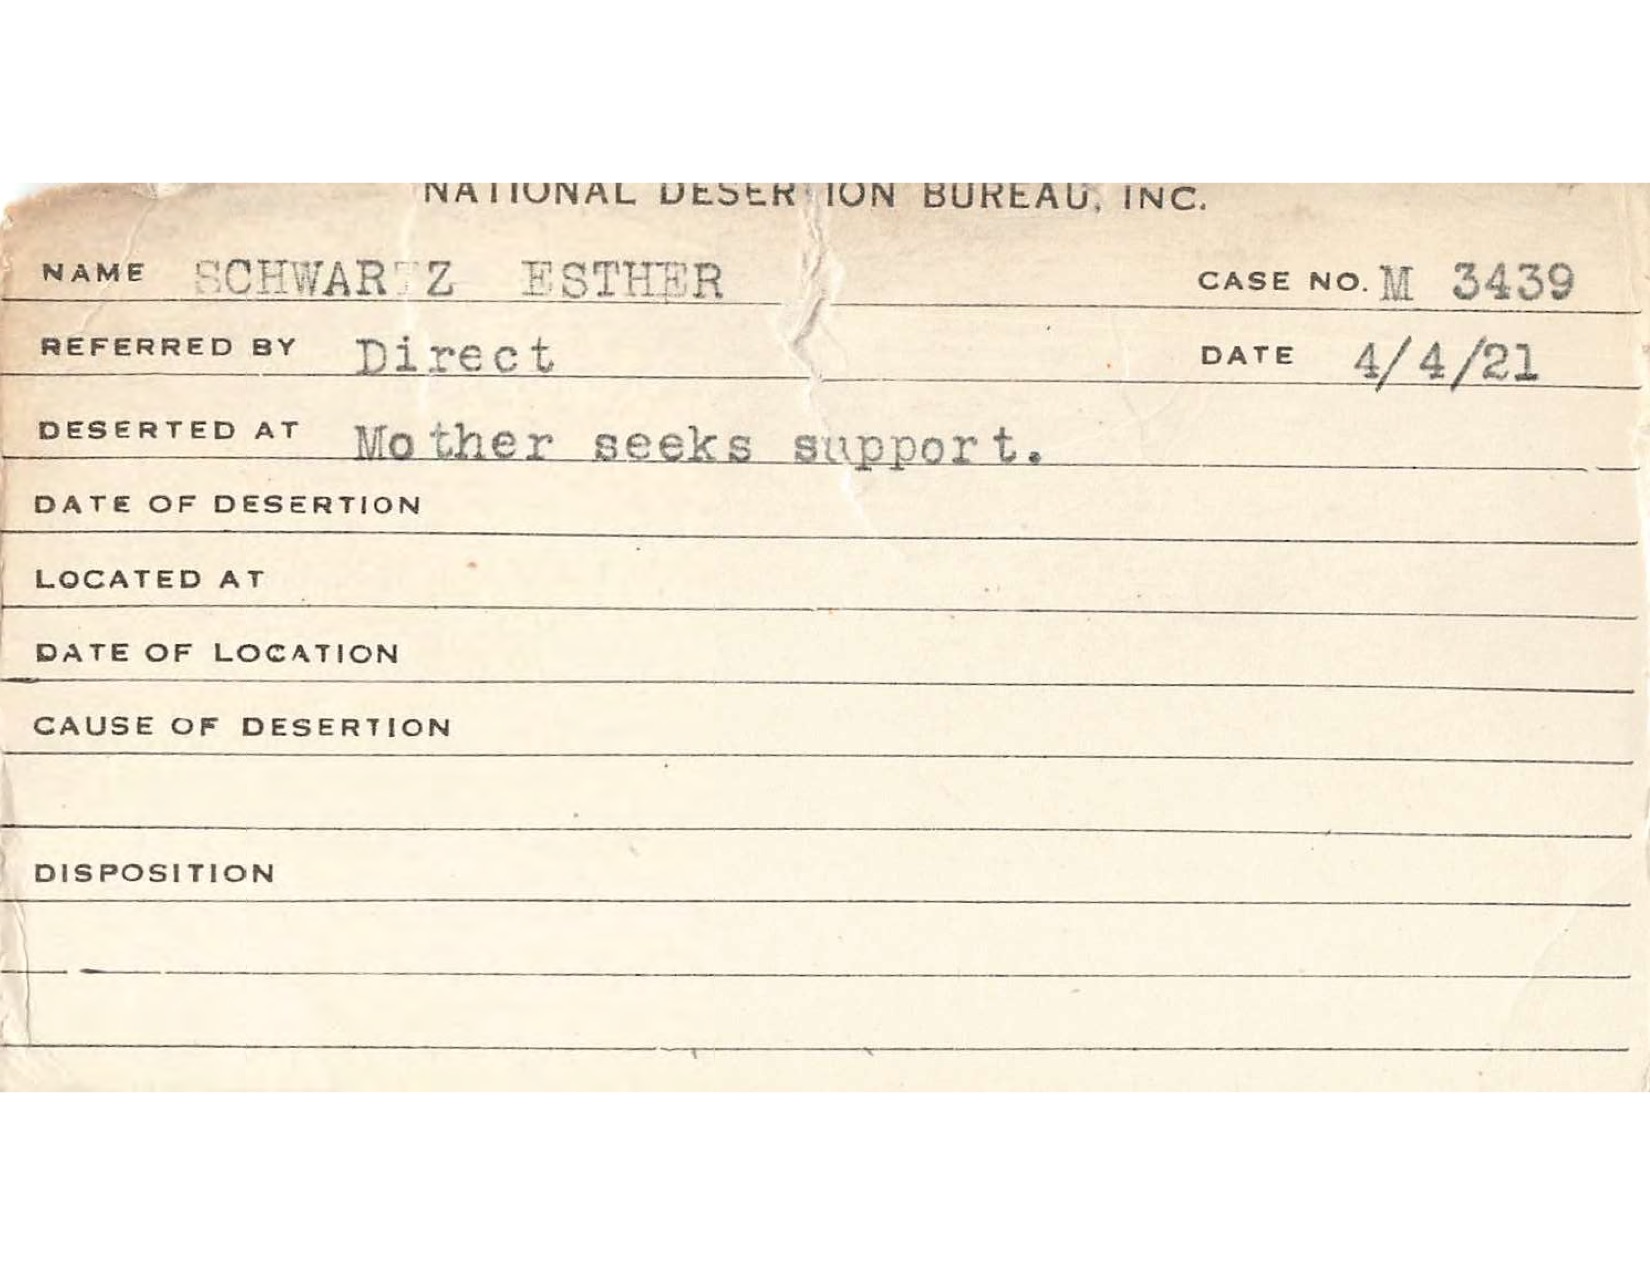 NATIONAL DESERTION BUREAU, INC.
NAME SCHWARTZ ESTHER CASE NO. M 3439
REFERRED BY Direct DATE 4/4/21
DESERTED AT Mother seeks support.
DATE OF DESERTION
LOCATED AT
DATE OF LOCATION
CAUSE OF DESERTION
DISPOSITION